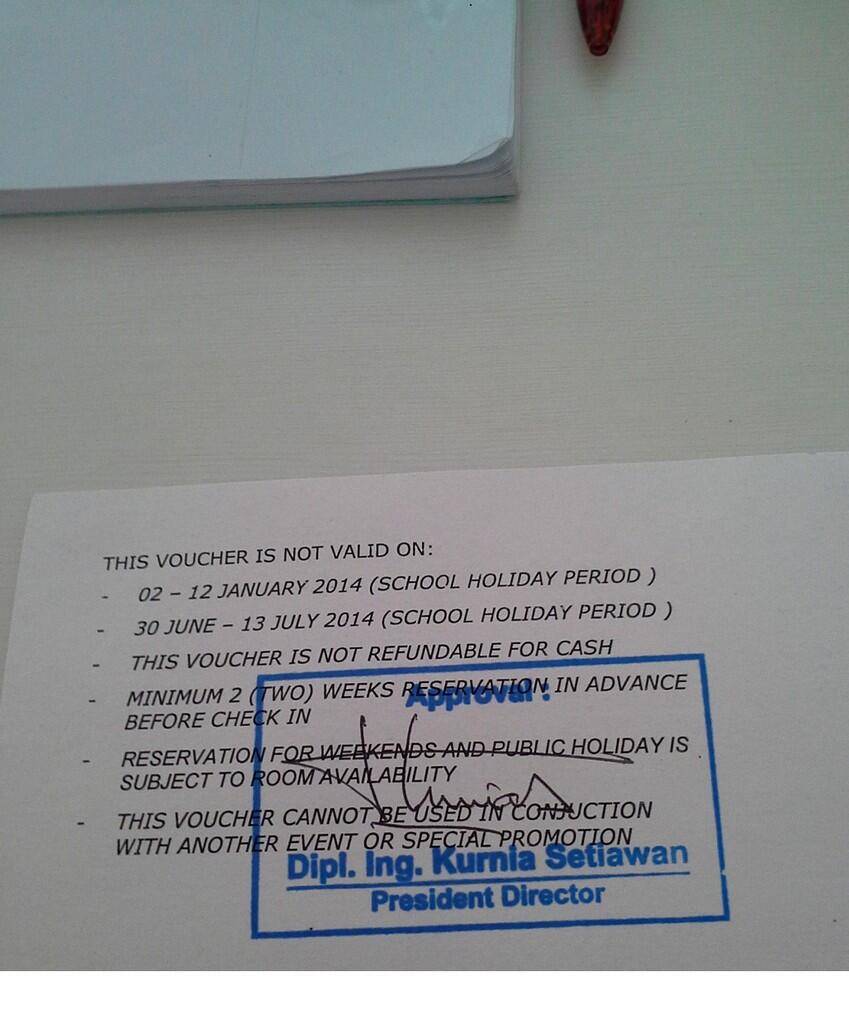 THIS VOUCHER IS NOT VALID ON:
- 02 – 12 JANUARY 2014 (SCHOOL HOLIDAY PERIOD )
- 30 JUNE – 13 JULY 2014 (SCHOOL HOLIDAY PERIOD )
- THIS VOUCHER IS NOT REFUNDABLE FOR CASH
- MINIMUM 2 (TWO) WEEKS RESERVATION IN ADVANCE
BEFORE CHECK IN
- RESERVATION FOR WEEKENDS AND PUBLIC HOLIDAY IS
SUBJECT TO ROOM AVAILABILITY
- THIS VOUCHER CANNOT BE USED IN CONJUCTION
WITH ANOTHER EVENT OR SPECIAL PROMOTION
Approval :
Dipl. Ing. Kurnia Setiawan
President Director